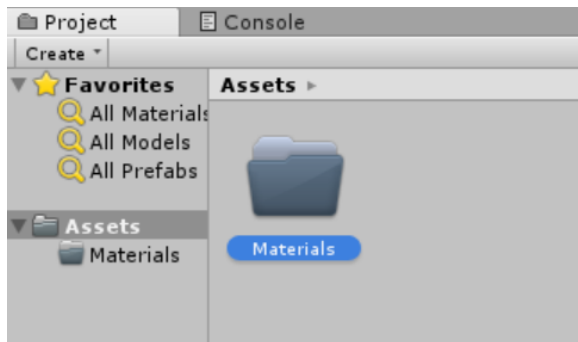 Project
Console
Create
Favorites
All Materials
All Models
All Prefabs
Assets
Materials
Assets
Materials